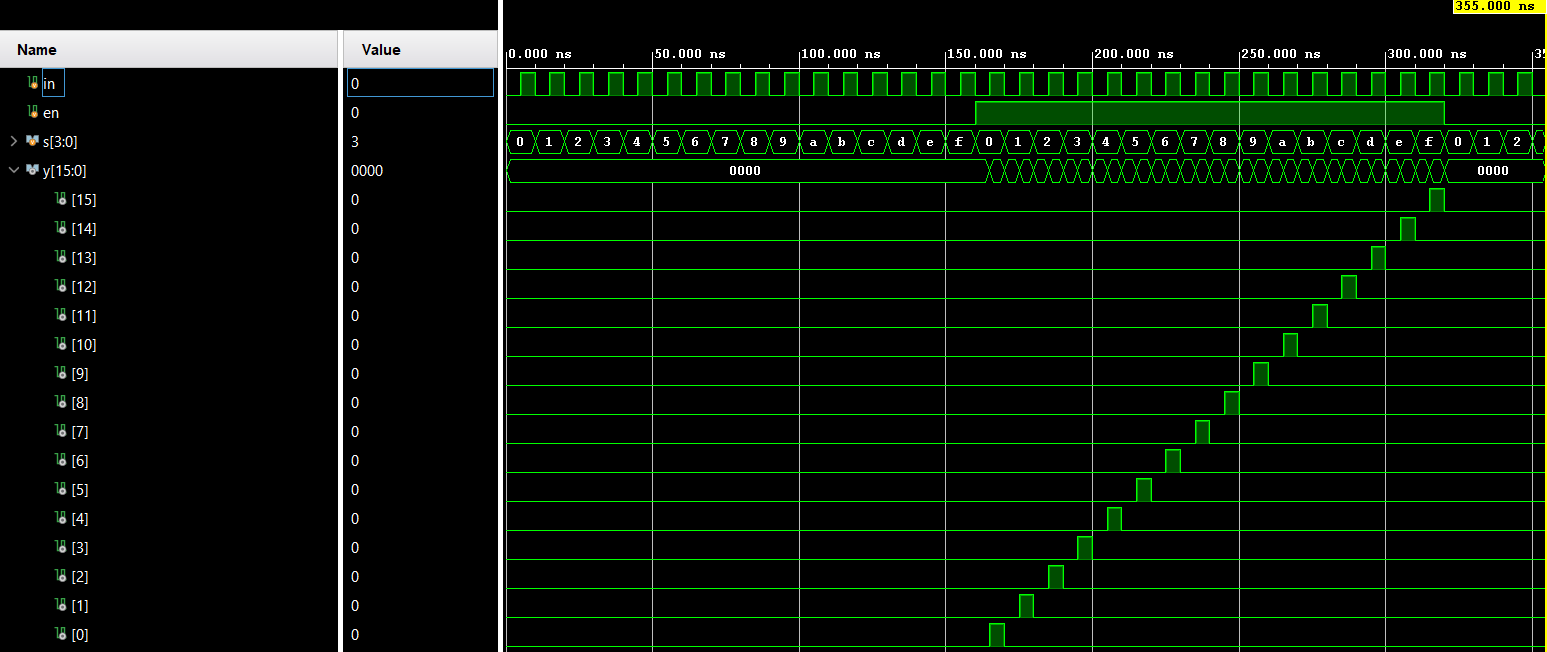 355.000 ns
Name Value
0.000 ns 50.000 ns 100.000 ns 150.000 ns 200.000 ns 250.000 ns 300.000 ns
in 0
en 0
s[3:0] 3 0 1 2 3 4 5 6 7 8 9 a b c d e f 0 1 2 3 4 5 6 7 8 9 a b c d e f 0 1 2
y[15:0] 0000 0000 0000
[15] 0
[14] 0
[13] 0
[12] 0
[11] 0
[10] 0
[9] 0
[8] 0
[7] 0
[6] 0
[5] 0
[4] 0
[3] 0
[2] 0
[1] 0
[0] 0